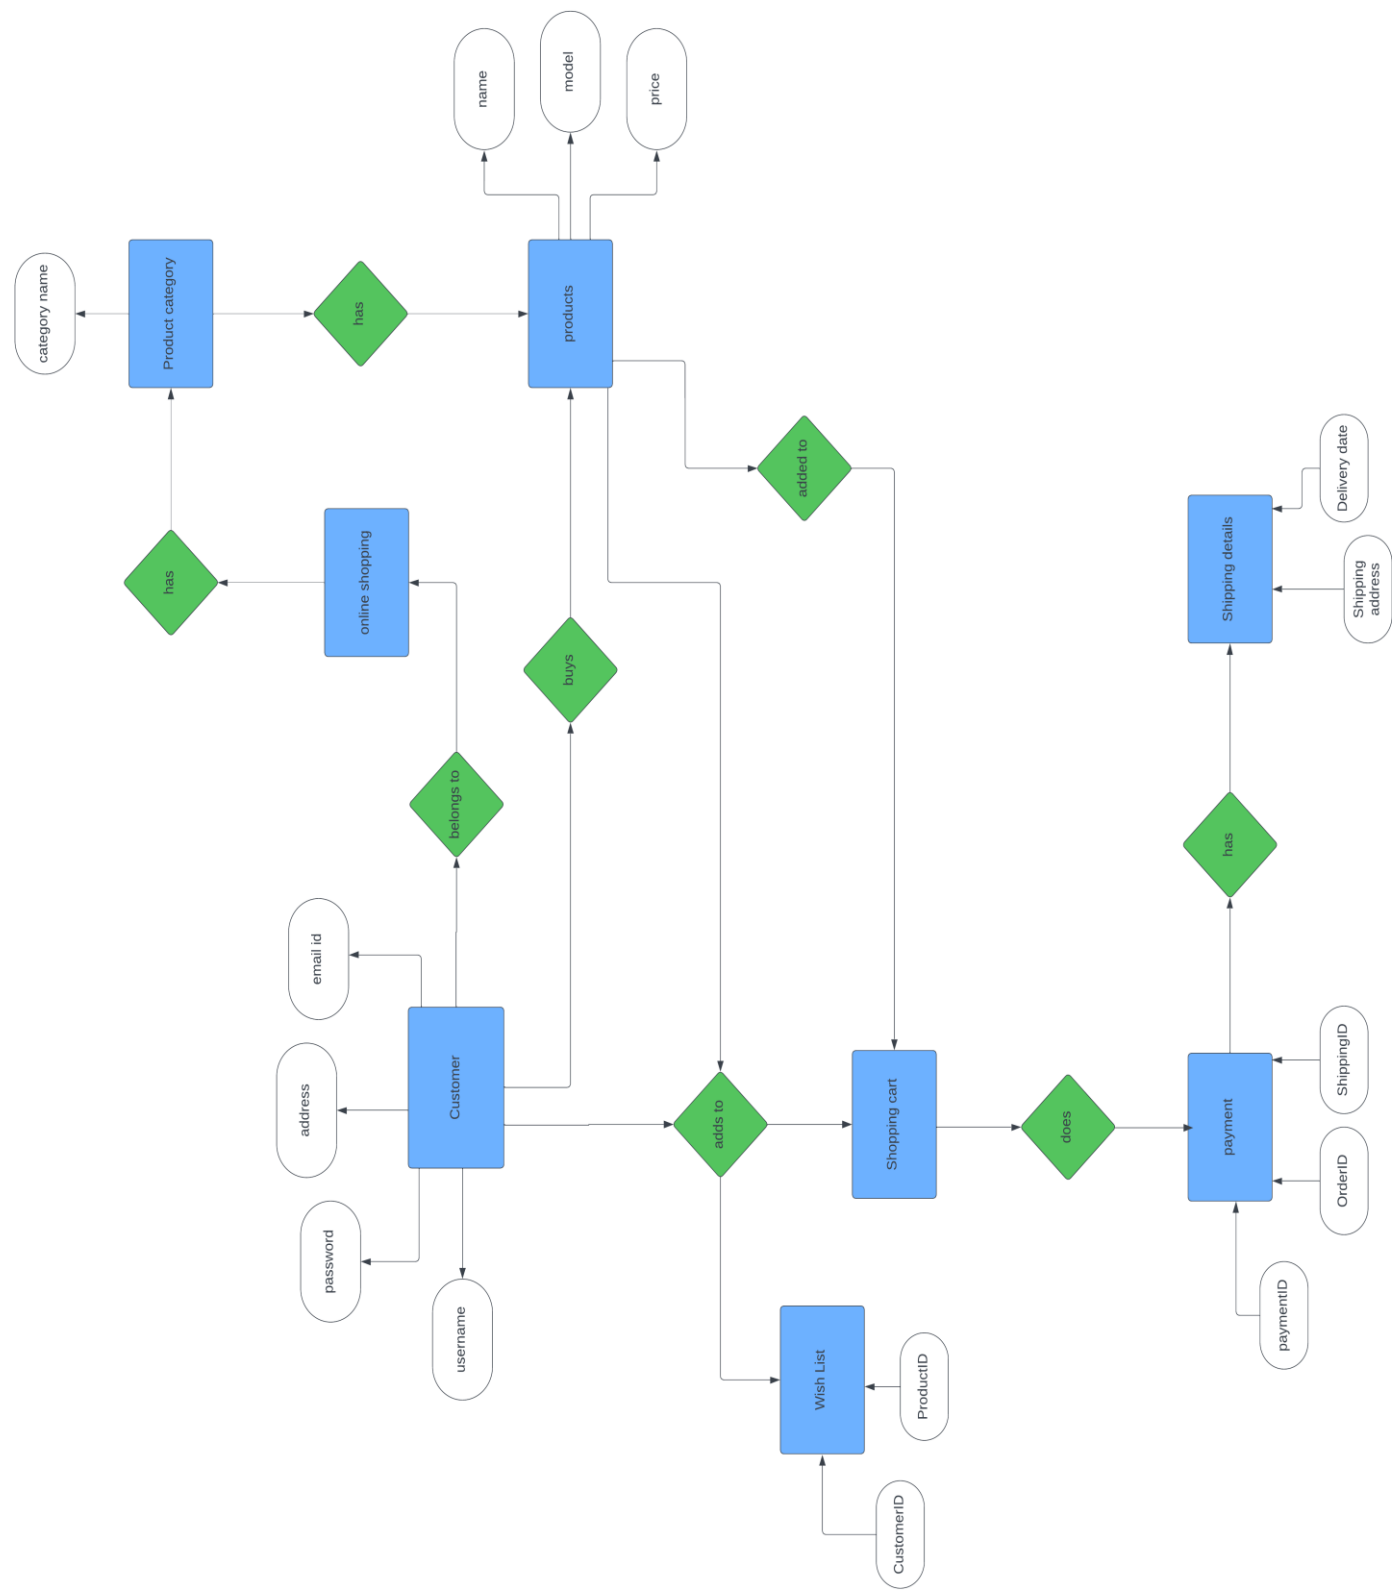 username
password
address
email id
Customer
belongs to
online shopping
has
Product category
category name
has
products
name
model
price
buys
added to
adds to
Shopping cart
Wish List
CustomerID
ProductID
does
payment
paymentID
OrderID
ShippingID
has
Shipping details
Shipping
address
Delivery date